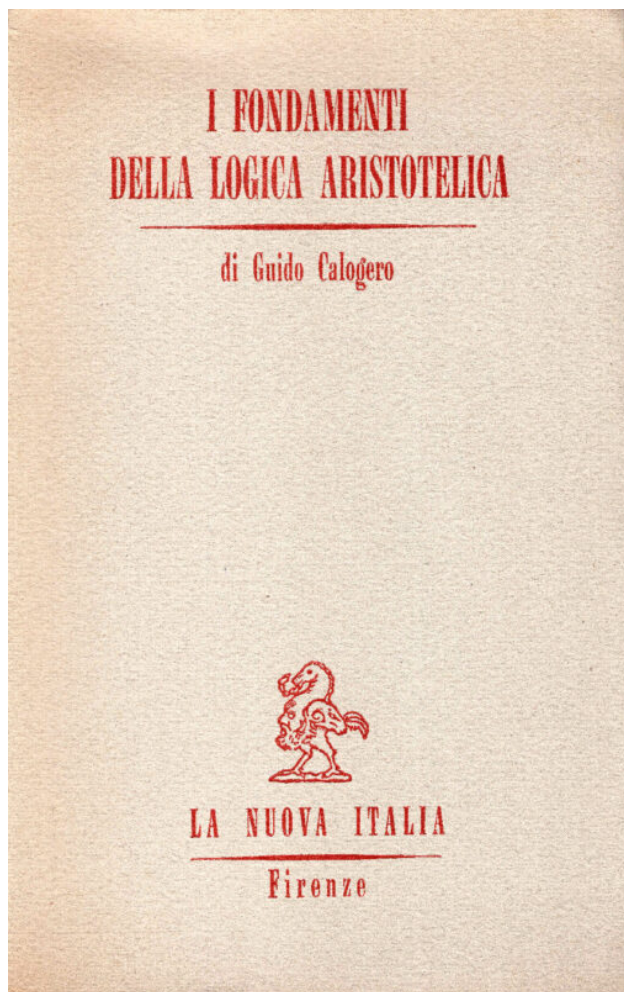 I FONDAMENTI
DELLA LOGICA ARISTOTELICA
di Guido Calogero
LA NUOVA ITALIA
Firenze